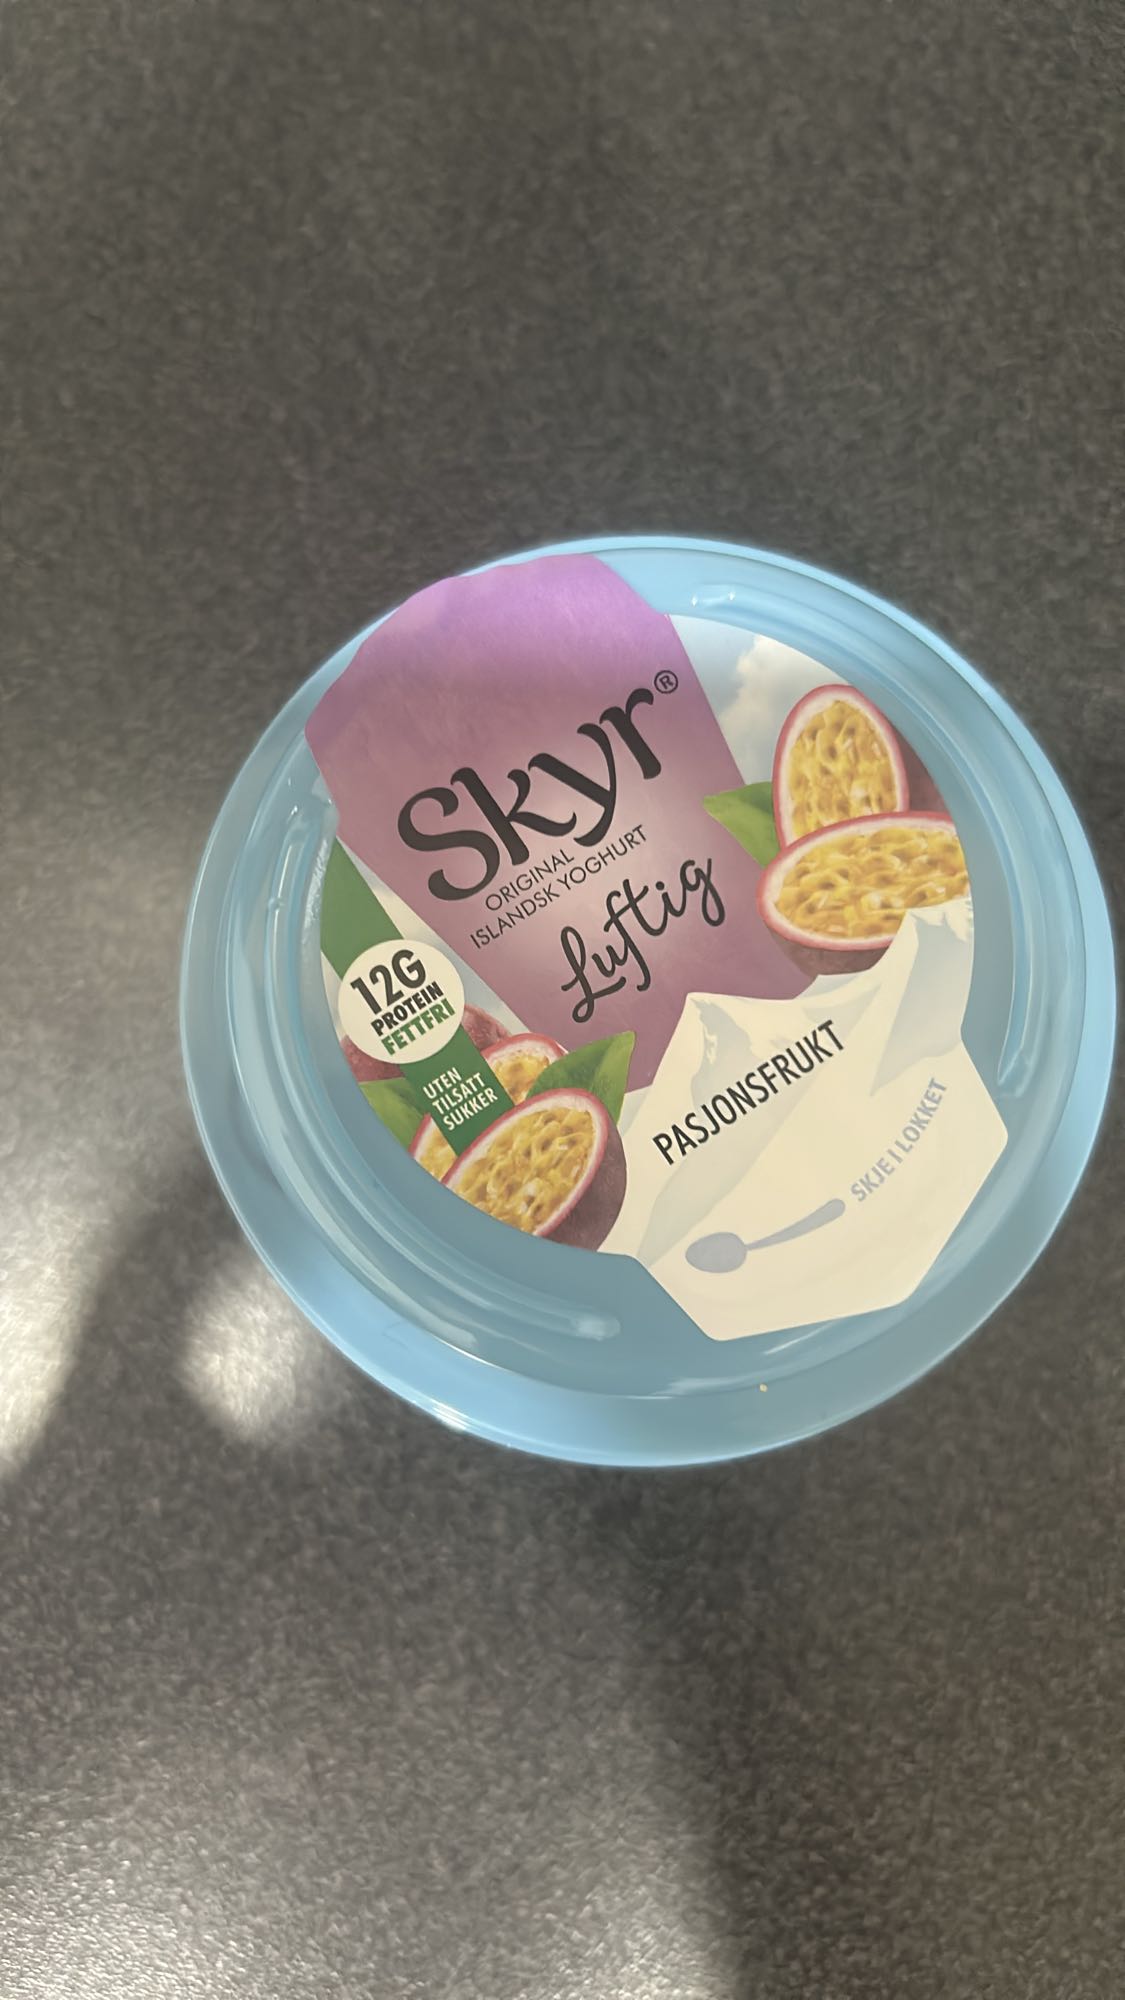 Skyr®
ORIGINAL
ISLANDSK YOGHURT
Luftig
12G
PROTEIN
FETTFRI
UTEN
TILSATT
SUKKER
PASJONSFRUKT
SKJE I LOKKET